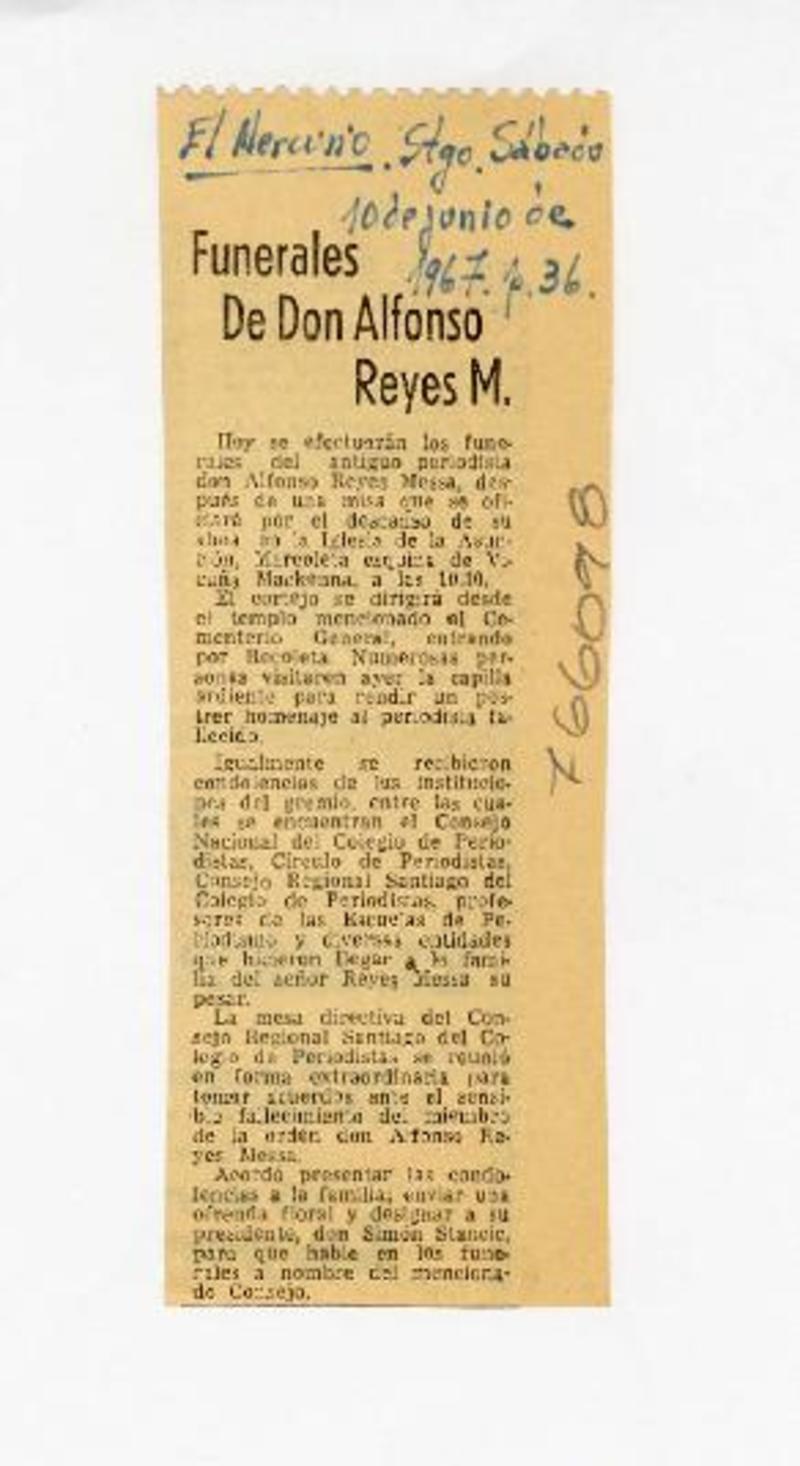 El Mercurio. Stgo. Sábado
10 de junio de
1967. p. 36.
Funerales
De Don Alfonso
Reyes M.
Hoy se efectuarán los fune-
rales del antiguo periodista
don Alfonso Reyes Messa, des-
pués de una misa que se ofi-
ciará por el descanso de su
alma en la Iglesia de la Asun-
ción, Marcoleta esquina de Vi-
cuña Mackenna, a las 10.30.
El cortejo se dirigirá desde
el templo mencionado al Ce-
menterio General, entrando
por Recoleta. Numerosas per-
sonas visitaron ayer la capilla
ardiente para rendir un pos-
trer homenaje al periodista fa-
llecido.
Igualmente se recibieron
condolencias de las institucio-
nes del gremio, entre las cua-
les se encuentran el Consejo
Nacional del Colegio de Perio-
distas, Círculo de Periodistas,
Consejo Regional Santiago del
Colegio de Periodistas, profe-
sores de las Escuelas de Pe-
riodismo y diversas entidades
que hicieron llegar a la fami-
lia del señor Reyes Messa su
pesar.
La mesa directiva del Con-
sejo Regional Santiago del Co-
legio de Periodistas se reunió
en forma extraordinaria para
tomar acuerdos ante el sensi-
ble fallecimiento del miembro
de la orden don Alfonso Re-
yes Messa.
Acordó presentar las condo-
lencias a la familia, enviar una
ofrenda floral y designar a su
presidente, don Simón Stancic,
para que hable en los fune-
rales a nombre del menciona-
do Consejo.